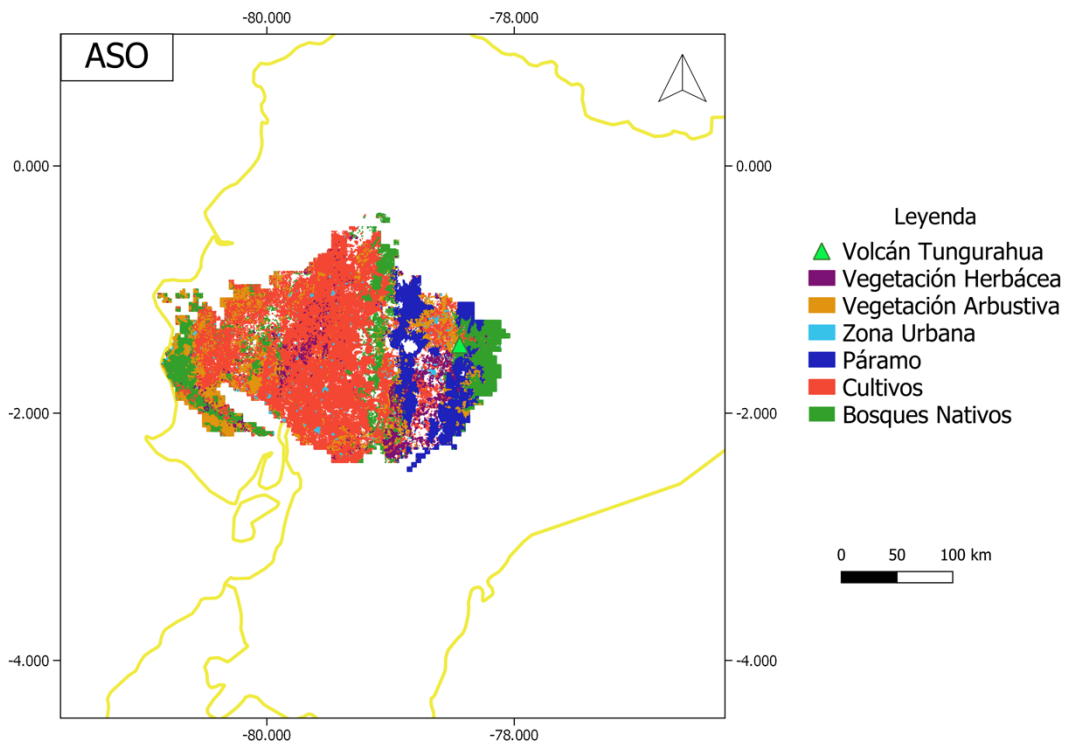 -80.000
-78.000
ASO
0.000
0.000
-2.000
-2.000
-4.000
-4.000
-80.000
-78.000
Leyenda
Volcán Tungurahua
Vegetación Herbácea
Vegetación Arbustiva
Zona Urbana
Páramo
Cultivos
Bosques Nativos
0 50 100 km